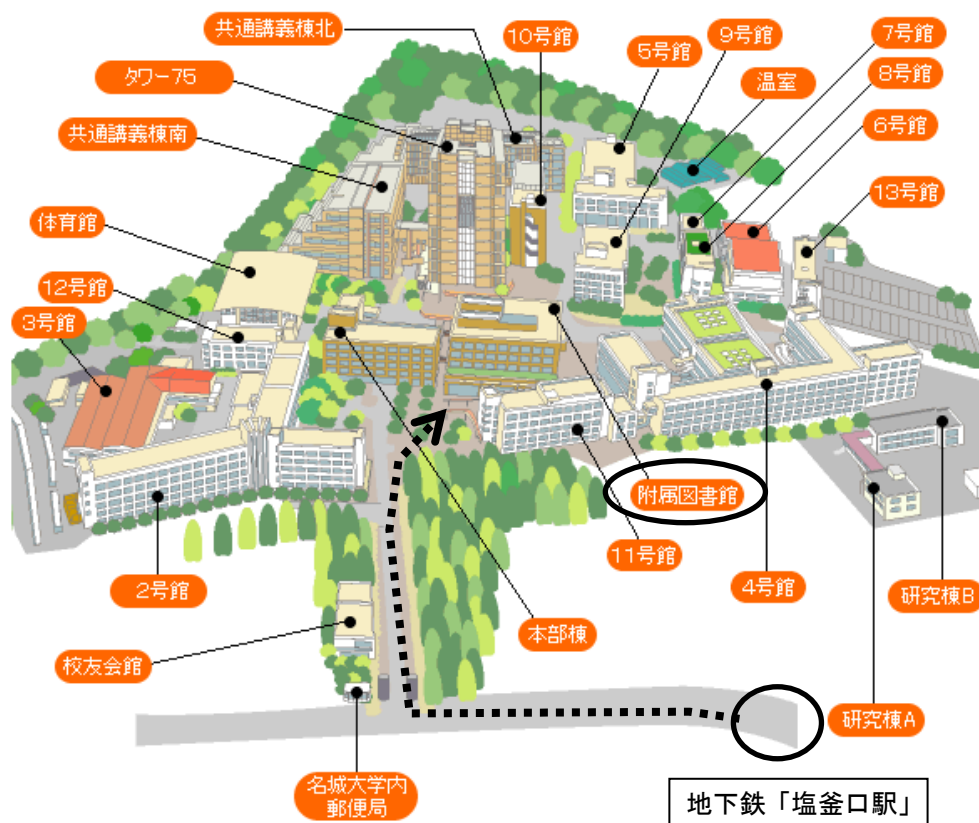 共通講義棟北
10号館
5号館
9号館
7号館
8号館
6号館
タワー75
温室
共通講義棟南
13号館
体育館
12号館
3号館
附属図書館
11号館
2号館
4号館
研究棟B
本部棟
校友会館
研究棟A
名城大学内
郵便局
地下鉄「塩釜口駅」